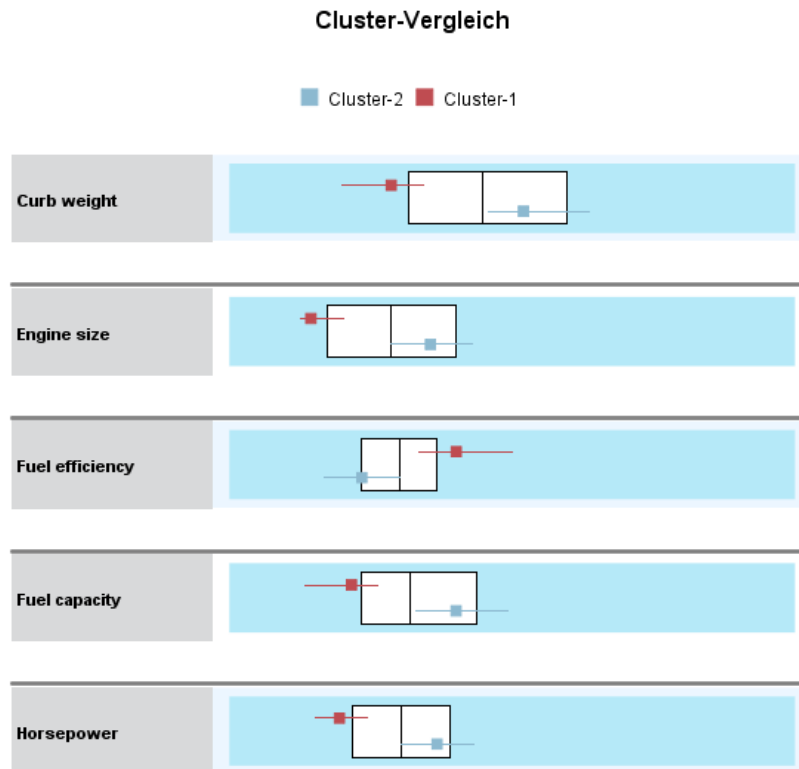 Cluster-Vergleich
Cluster-2 Cluster-1
Curb weight
Engine size
Fuel efficiency
Fuel capacity
Horsepower